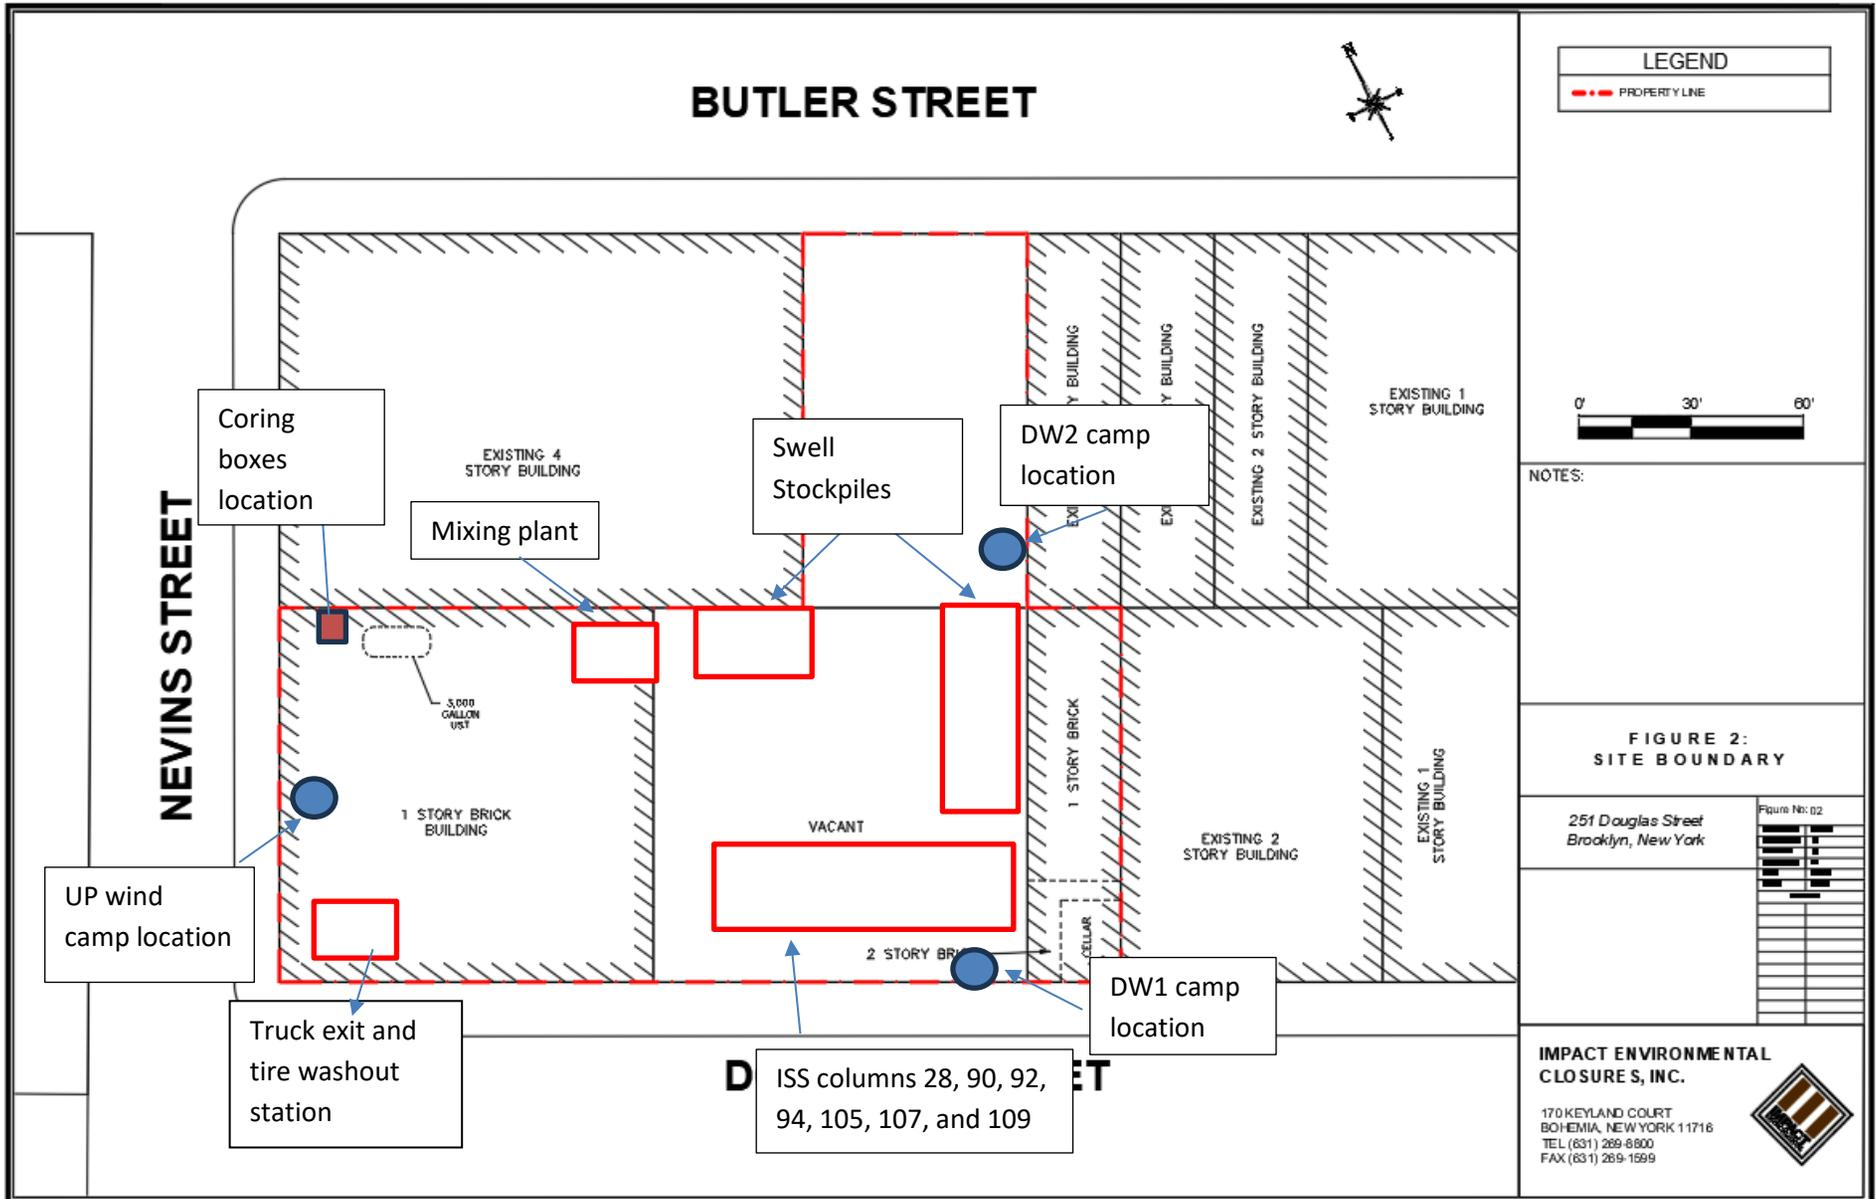 BUTLER STREET
N
LEGEND
PROPERTY LINE
0' 30' 60'
NOTES:
NEVINS STREET
Coring
boxes
location
EXISTING 4
STORY BUILDING
Mixing plant
Swell
Stockpiles
DW2 camp
location
BUILDING
BUILDING
EXISTING 2 STORY BUILDING
EXISTING 1
STORY BUILDING
GALLON
UST
1 STORY BRICK
BUILDING
VACANT
1 STORY BRICK
EXISTING 2
STORY BUILDING
EXISTING 1
STORY BUILDING
UP wind
camp location
2 STORY
CELLAR
DW1 camp
location
Truck exit and
tire washout
station
ISS columns 28, 90, 92,
94, 105, 107, and 109
FIGURE 2:
SITE BOUNDARY
251 Douglas Street
Brooklyn, New York
Figure No: 02
IMPACT ENVIRONMENTAL
CLOSURES, INC.
170 KEYLAND COURT
BOHEMIA, NEW YORK 11716
TEL (631) 269-8800
FAX (631) 269-1599
IMPACT